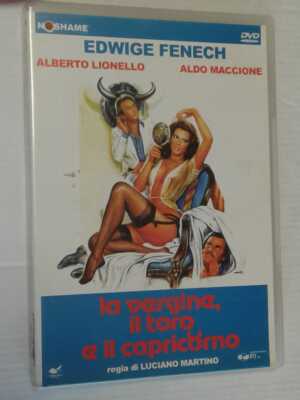 NOSHAME
DVD
EDWIGE FENECH
ALBERTO LIONELLO
ALDO MACCIONE
la vergine,
il toro
e il capricorno
regia di LUCIANO MARTINO